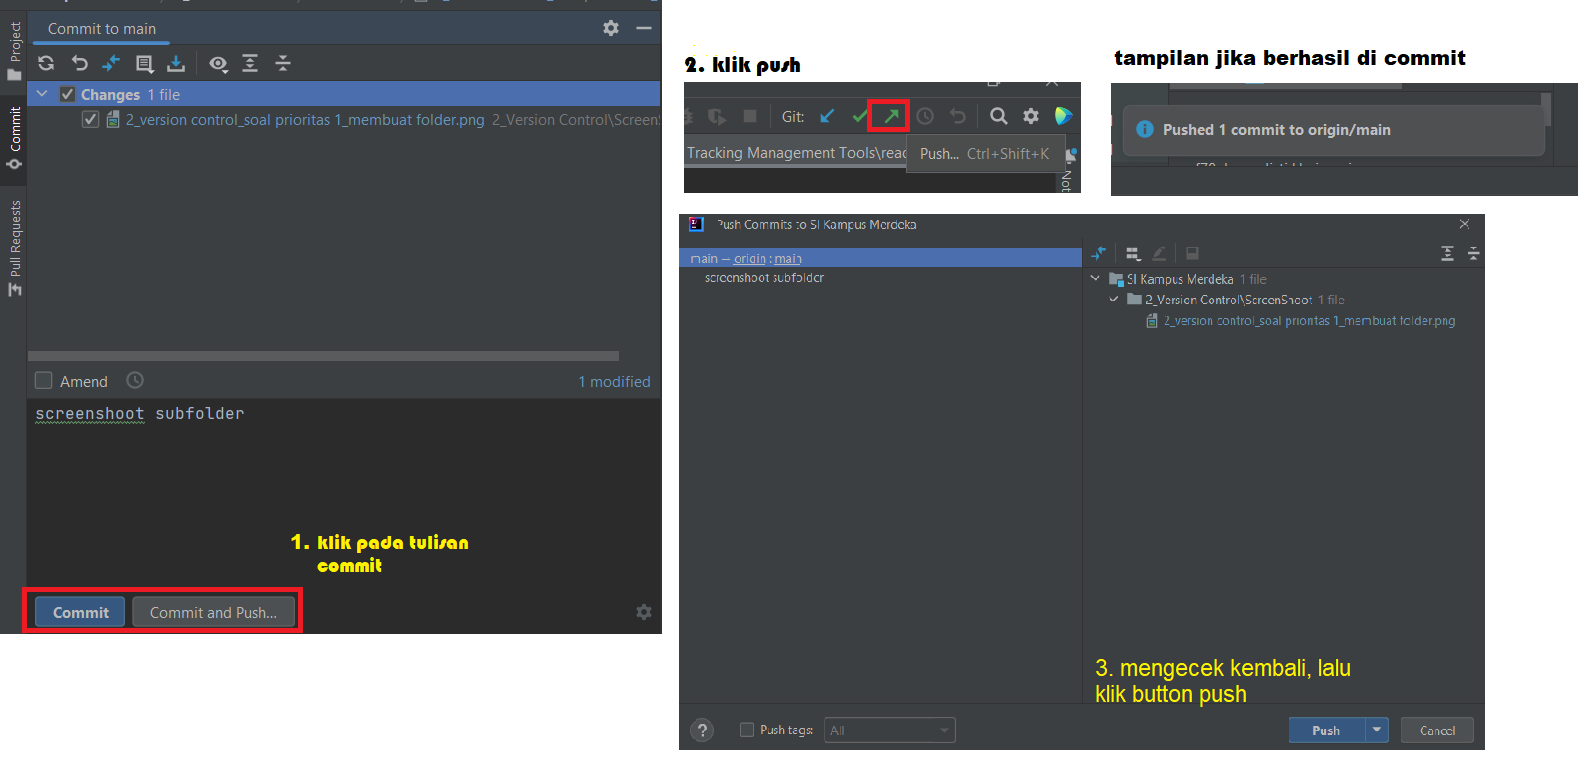 Commit to main
Project
Commit
Pull Requests
Changes 1 file
2_version control_soal prioritas 1_membuat folder.png 2_Version Control\Screen
Amend
1 modified
screenshoot subfolder
1. klik pada tulisan
commit
Commit
Commit and Push...
2. klik push
Git:
Tracking Management Tools\read
Push... Ctrl+Shift+K
Not
tampilan jika berhasil di commit
Pushed 1 commit to origin/main
Push Commits to SI Kampus Merdeka
main → origin : main
screenshoot subfolder
SI Kampus Merdeka 1 file
2_Version Control\ScreenShoot 1 file
2_version control_soal prioritas 1_membuat folder.png
3. mengecek kembali, lalu
klik button push
?
Push tags:
All
Push
Cancel